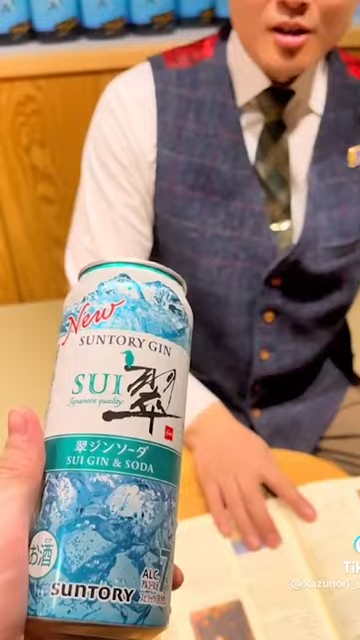 New
SUNTORY GIN
SUI 翠
Japanese quality
翠ジンソーダ
SUI GIN & SODA
お酒
SUNTORY
ALC.
7